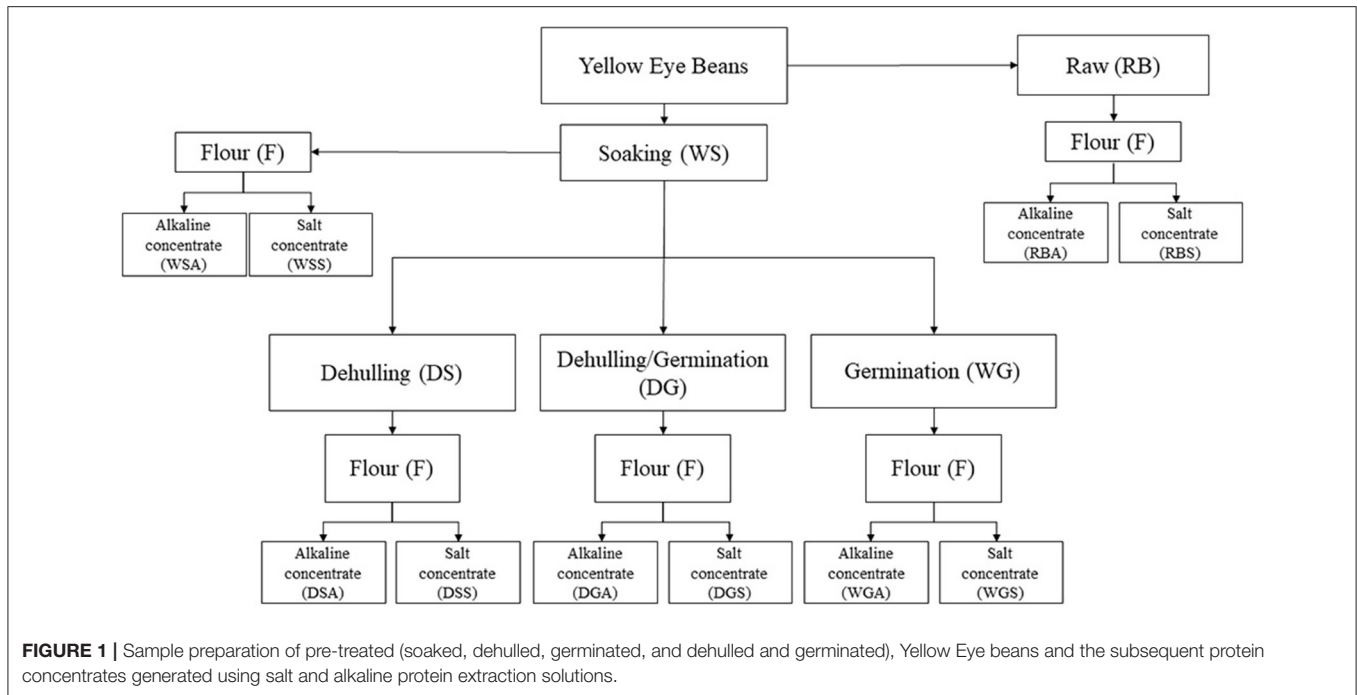 Yellow Eye Beans
Raw (RB)
Flour (F)
Soaking (WS)
Flour (F)
Alkaline
concentrate
(WSA)
Salt
concentrate
(WSS)
Alkaline
concentrate
(RBA)
Salt
concentrate
(RBS)
Dehulling (DS)
Dehulling/Germination
(DG)
Germination (WG)
Flour (F)
Flour (F)
Flour (F)
Alkaline
concentrate
(DSA)
Salt
concentrate
(DSS)
Alkaline
concentrate
(DGA)
Salt
concentrate
(DGS)
Alkaline
concentrate
(WGA)
Salt
concentrate
(WGS)
FIGURE 1 | Sample preparation of pre-treated (soaked, dehulled, germinated, and dehulled and germinated), Yellow Eye beans and the subsequent protein
concentrates generated using salt and alkaline protein extraction solutions.